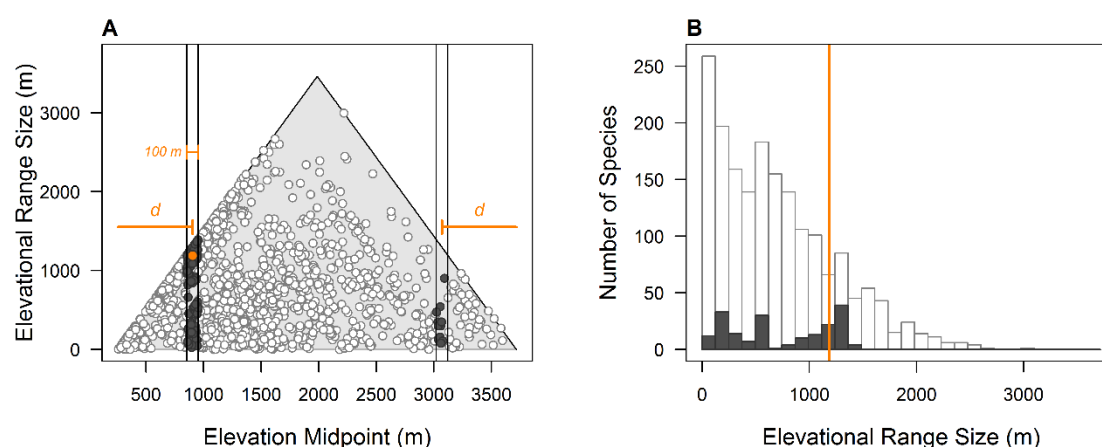 A
Elevational Range Size (m)
3000
2000
1000
0
100 m
d
d
500 1000 1500 2000 2500 3000 3500
Elevation Midpoint (m)
B
Number of Species
250
200
150
100
50
0
0 1000 2000 3000
Elevational Range Size (m)